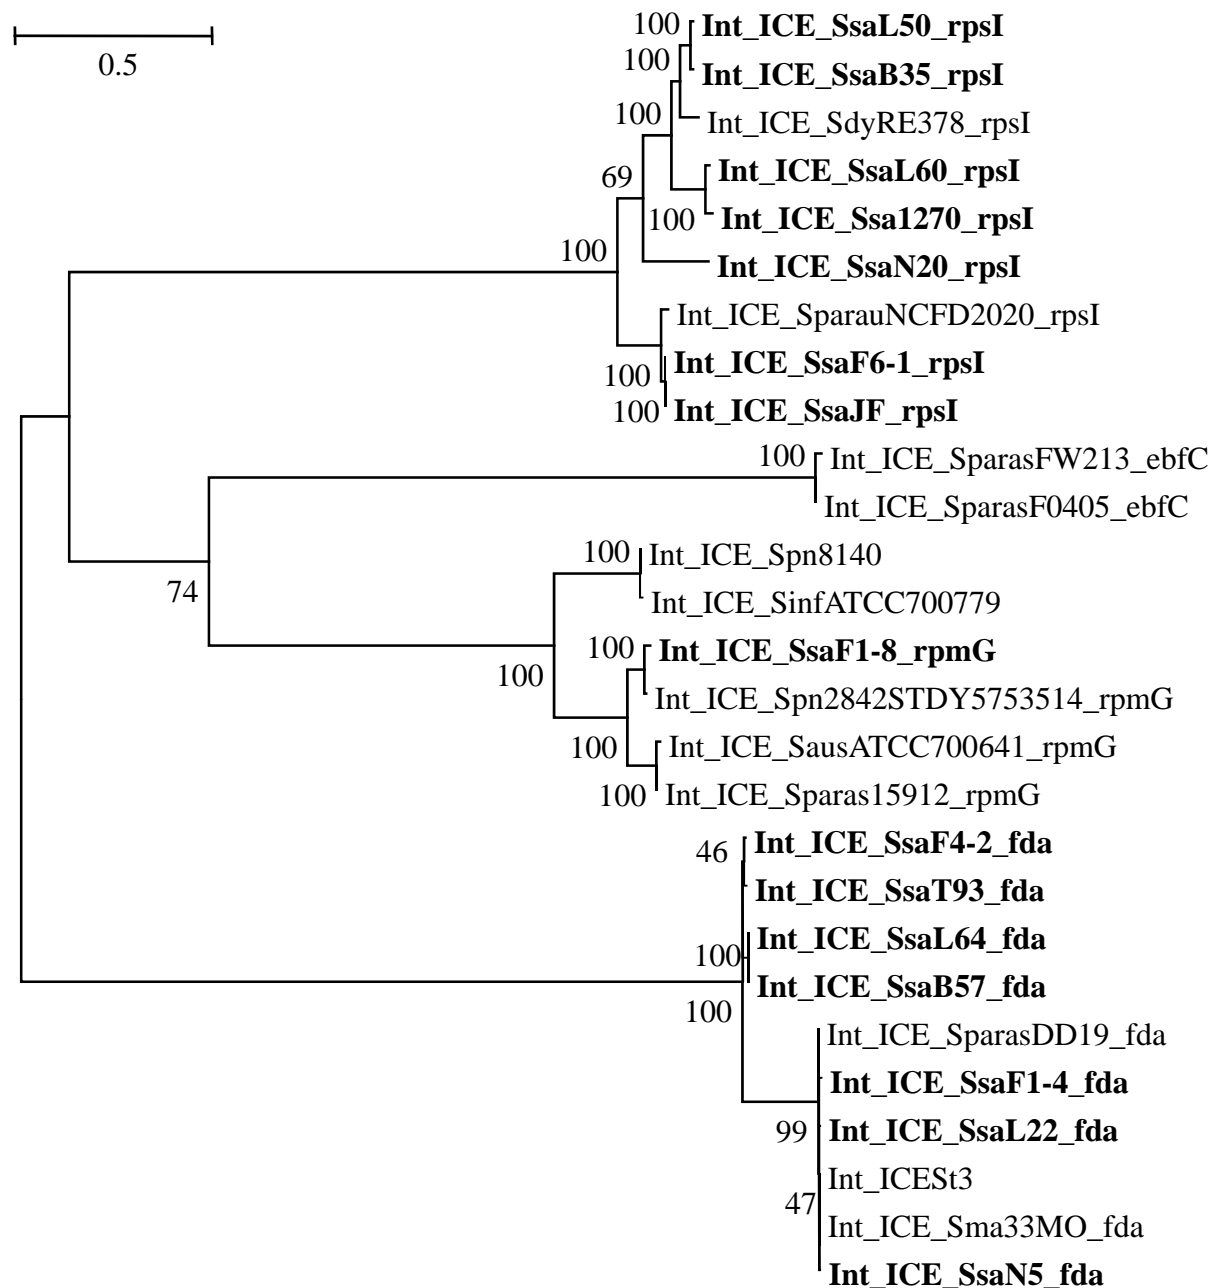 100 Int_ICE_SsaL50_rpsI
0.5
100 Int_ICE_SsaB35_rpsI
100 Int_ICE_SdyRE378_rpsI
69 Int_ICE_SsaL60_rpsI
100 Int_ICE_Ssa1270_rpsI
100 Int_ICE_SsaN20_rpsI
Int_ICE_SparauNCFD2020_rpsI
100 Int_ICE_SsaF6-1_rpsI
100 Int_ICE_SsaJF_rpsI
100 Int_ICE_SparasFW213_ebfC
Int_ICE_SparasF0405_ebfC
100 Int_ICE_Spn8140
74 Int_ICE_SinfATCC700779
100 Int_ICE_SsaF1-8_rpmG
100 Int_ICE_Spn2842STDY5753514_rpmG
100 Int_ICE_SausATCC700641_rpmG
100 Int_ICE_Sparas15912_rpmG
46 Int_ICE_SsaF4-2_fda
Int_ICE_SsaT93_fda
100 Int_ICE_SsaL64_fda
Int_ICE_SsaB57_fda
100 Int_ICE_SparasDD19_fda
Int_ICE_SsaF1-4_fda
99 Int_ICE_SsaL22_fda
Int_ICESt3
47 Int_ICE_Sma33MO_fda
Int_ICE_SsaN5_fda